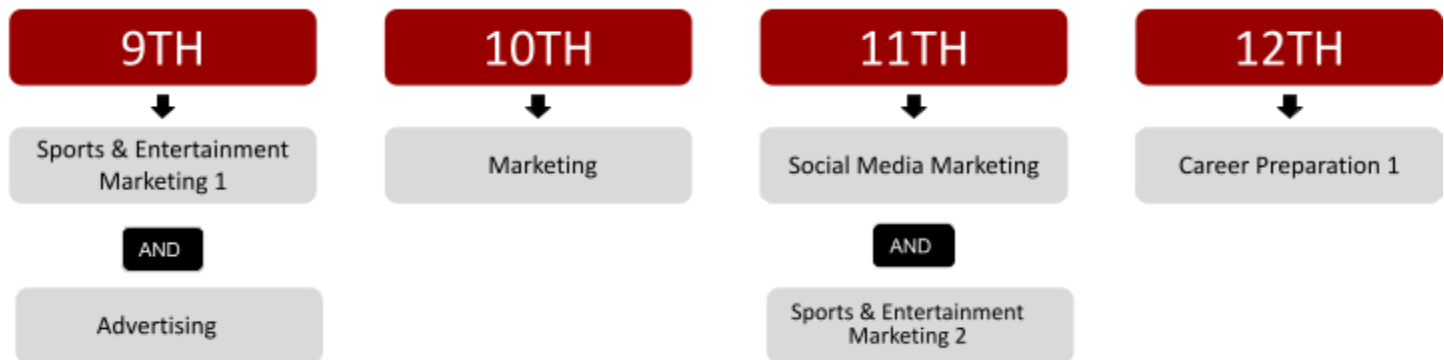 9TH
Sports & Entertainment
Marketing 1
AND
Advertising
10TH
Marketing
11TH
Social Media Marketing
AND
Sports & Entertainment
Marketing 2
12TH
Career Preparation 1